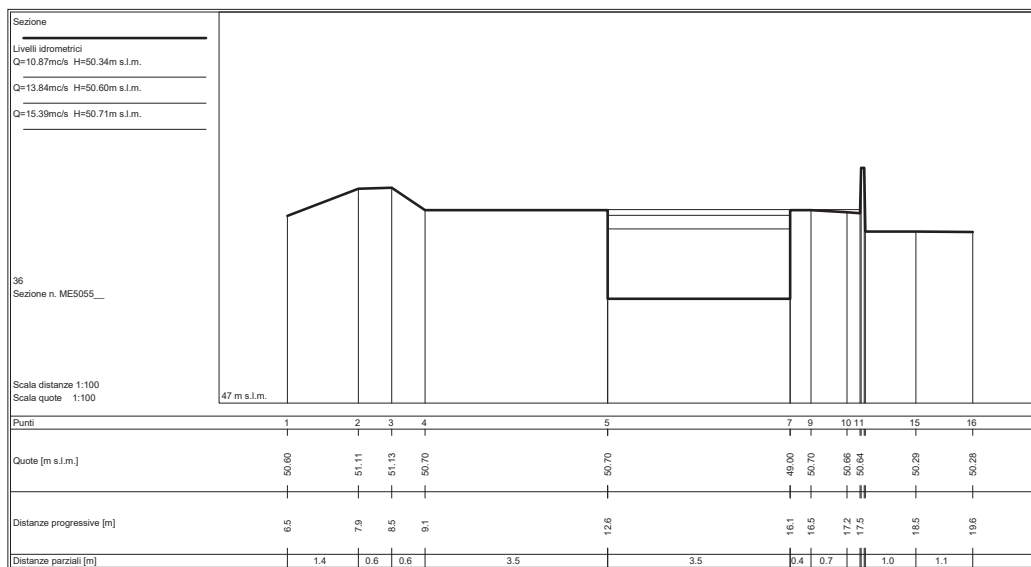 Sezione
Livelli idrometrici
Q=10.87mc/s H=50.34m s.l.m.
Q=13.84mc/s H=50.60m s.l.m.
Q=15.39mc/s H=50.71m s.l.m.
36
Sezione n. ME5055__
Scala distanze 1:100
Scala quote 1:100
47 m s.l.m.
Punti 1 2 3 4 5 7 9 10 11 15 16
Quote [m s.l.m.] 50.60 51.11 51.13 50.70 50.70 49.00 50.70 50.66 50.64 50.29 50.28
Distanze progressive [m] 6.5 7.9 8.5 9.1 12.6 16.1 16.5 17.2 17.5 18.5 19.6
Distanze parziali [m] 1.4 0.6 0.6 3.5 3.5 0.4 0.7 1.0 1.1